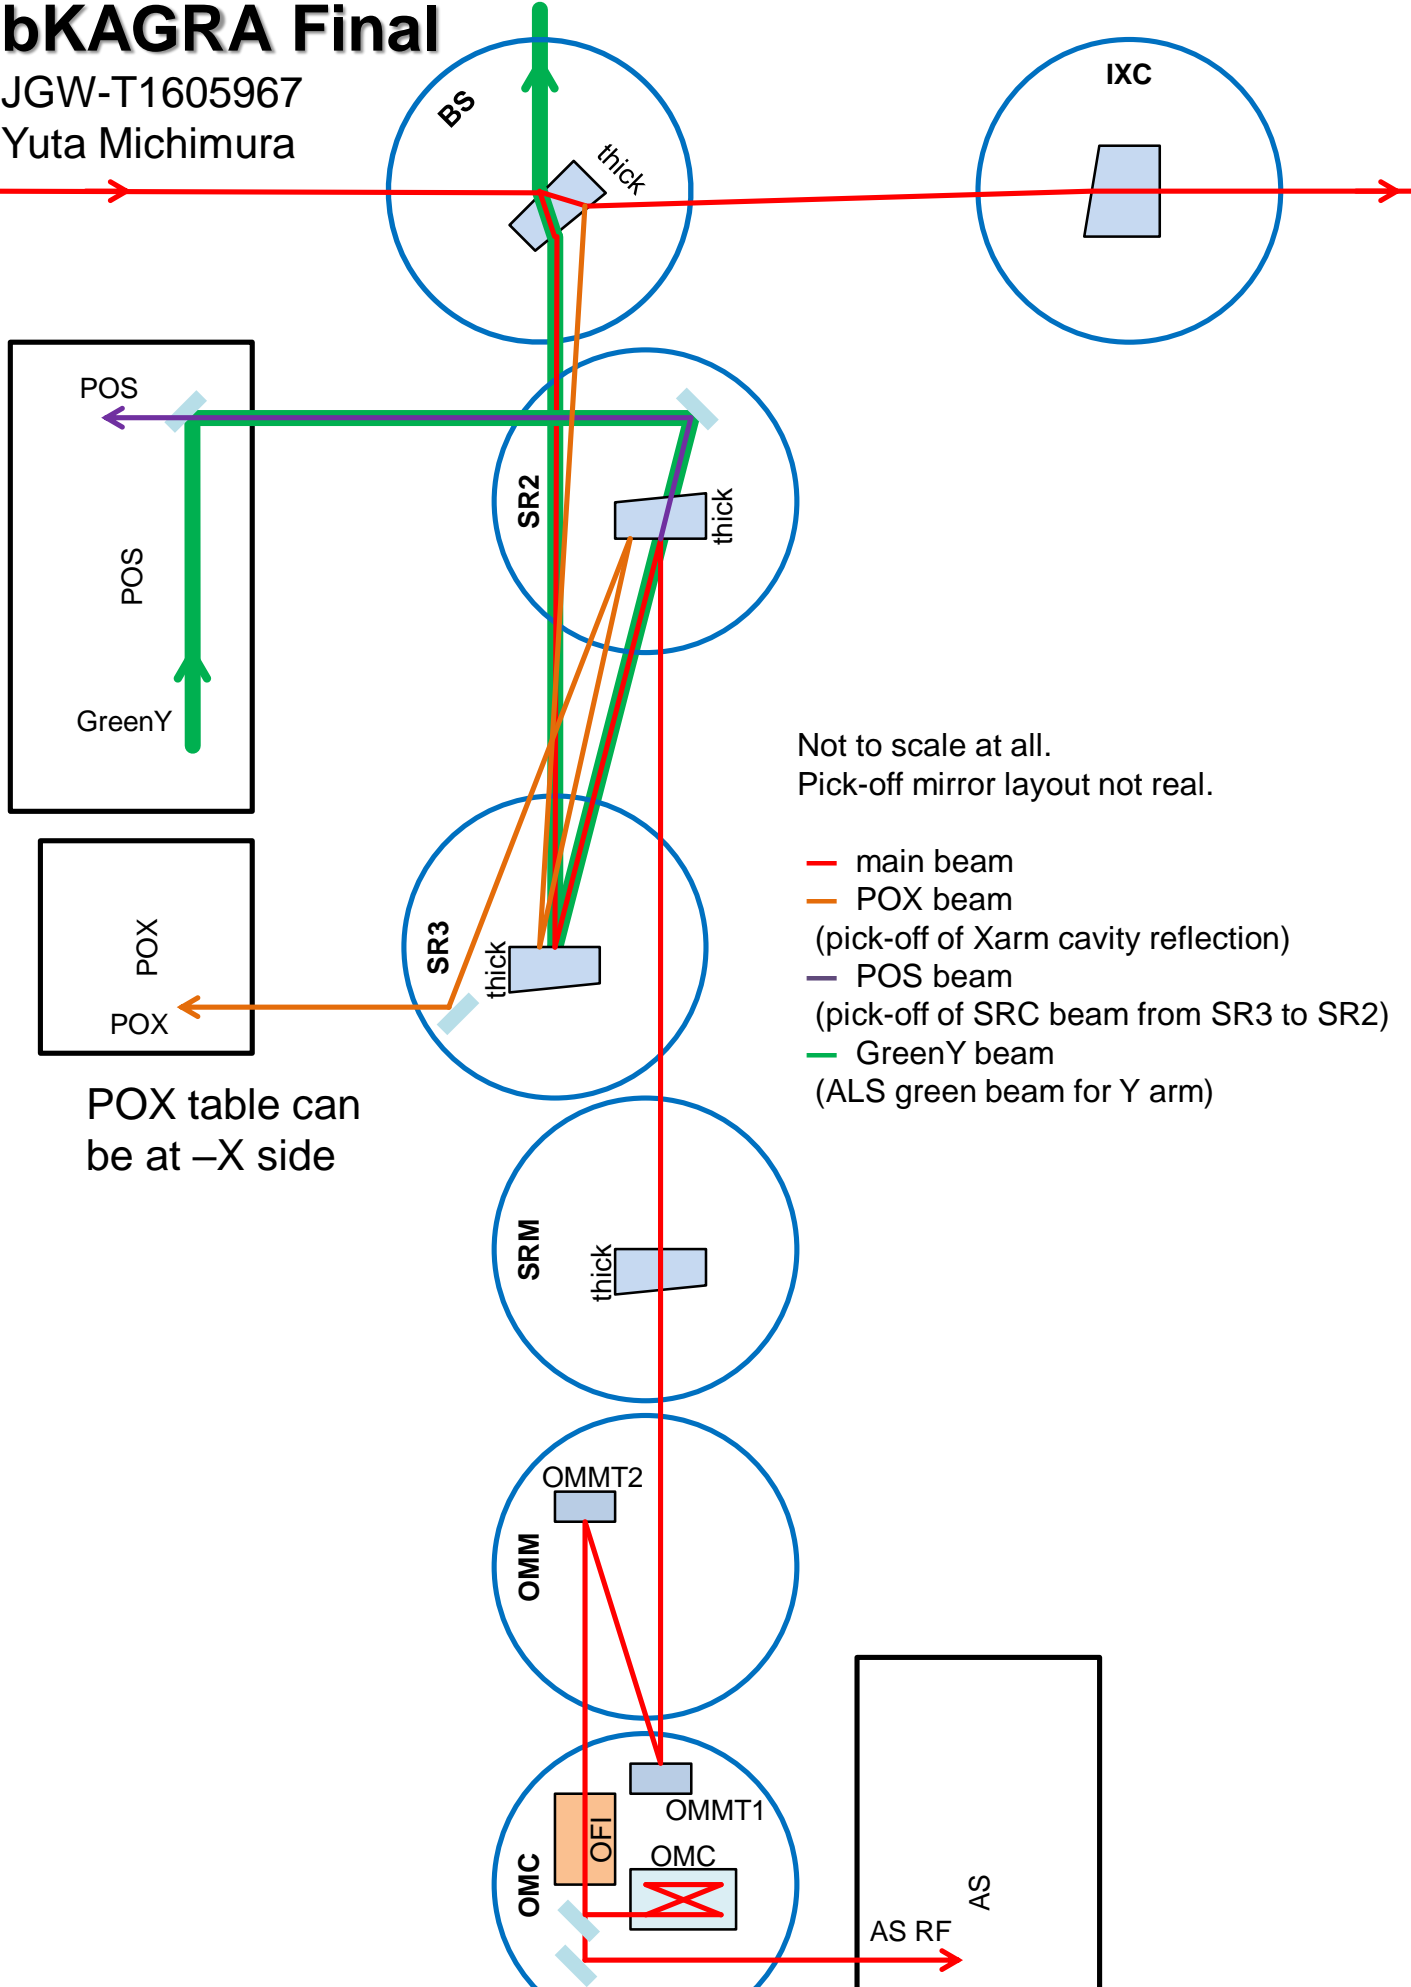 bKAGRA Final
JGW-T1605967
Yuta Michimura
BS
thick
IXC
POS
POS
GreenY
SR2
thick
Not to scale at all.
Pick-off mirror layout not real.
main beam
POX beam
(pick-off of Xarm cavity reflection)
POS beam
(pick-off of SRC beam from SR3 to SR2)
GreenY beam
(ALS green beam for Y arm)
POX
POX
SR3
thick
POX table can
be at –X side
SRM
thick
OMMT2
OMM
OMMT1
OFI
OMC
OMC
AS
AS RF